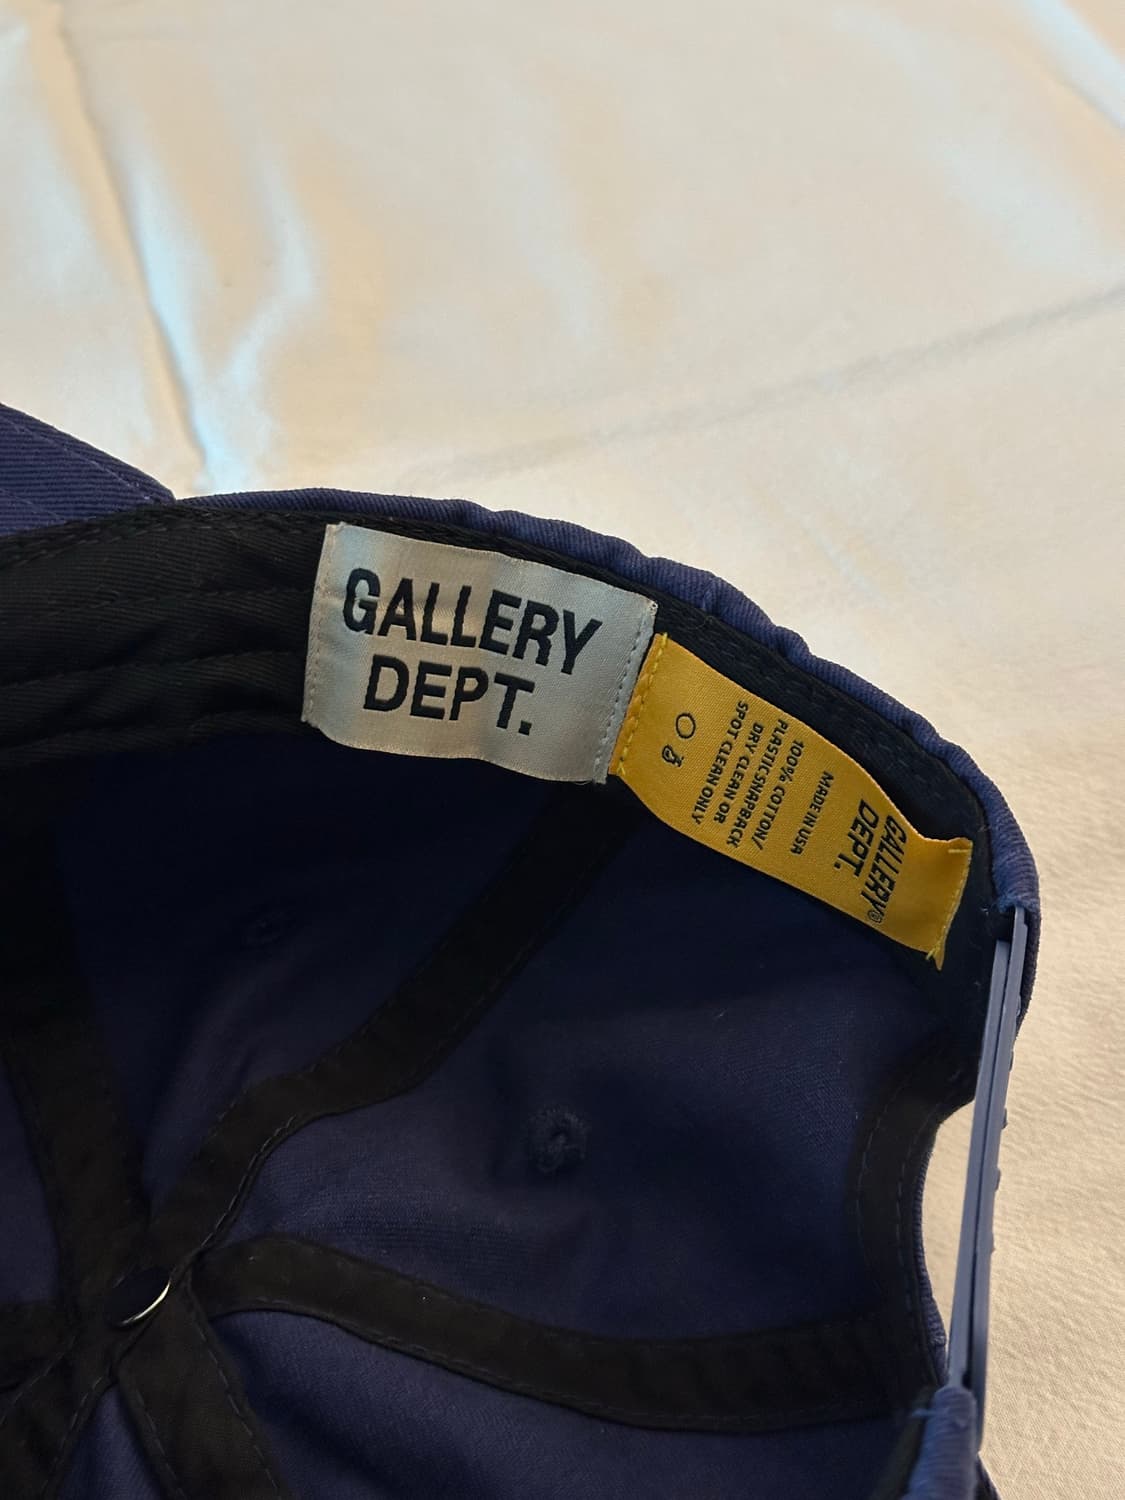 GALLERY
DEPT.
GALLERY®
DEPT.
MADE IN USA
100% COTTON/
PLASTIC SNAPBACK
DRY CLEAN OR
SPOT CLEAN ONLY